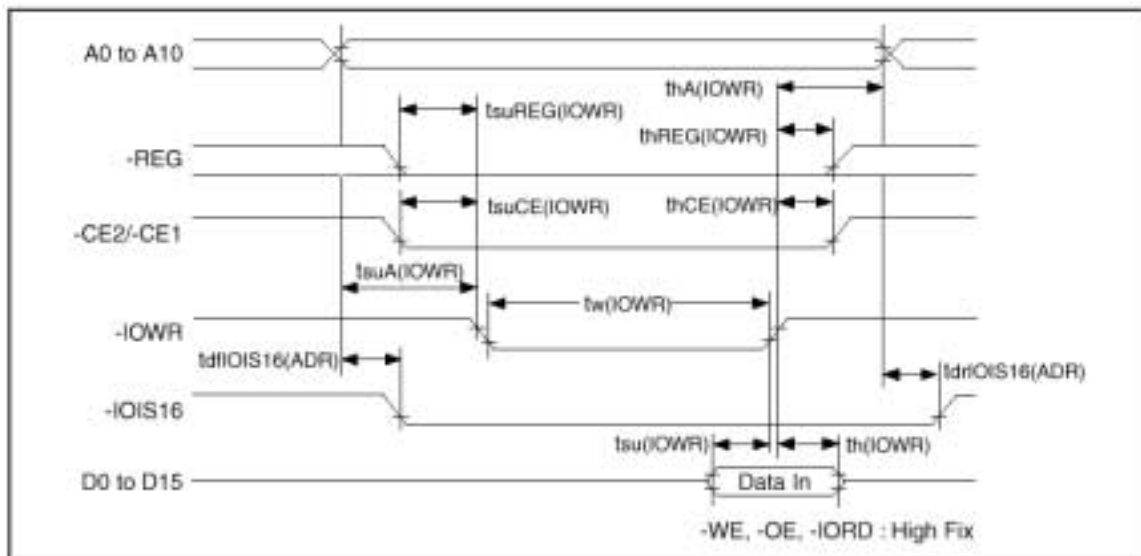 A0 to A10
thA(IOWR)
tsuREG(IOWR)
thREG(IOWR)
-REG
tsuCE(IOWR)
thCE(IOWR)
-CE2/-CE1
tsuA(IOWR)
tw(IOWR)
-IOWR
tdfIOIS16(ADR)
tdrIOIS16(ADR)
-IOIS16
tsu(IOWR)
th(IOWR)
D0 to D15
Data In
-WE, -OE, -IORD : High Fix